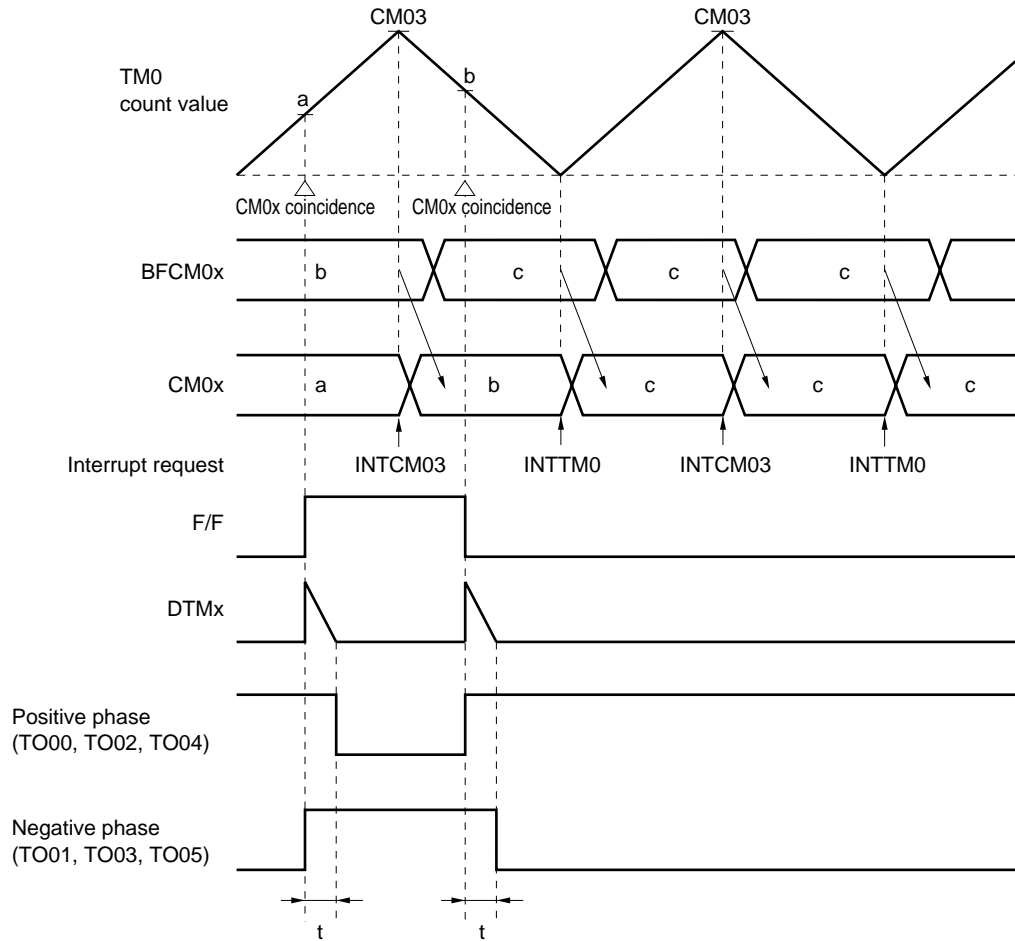 CM03 CM03
TM0
count value
a b
CM0x coincidence CM0x coincidence
BFCM0x b c c c
CM0x a b c c c
Interrupt request INTCM03 INTTM0 INTCM03 INTTM0
F/F
DTMx
Positive phase
(TO00, TO02, TO04)
Negative phase
(TO01, TO03, TO05)
t t